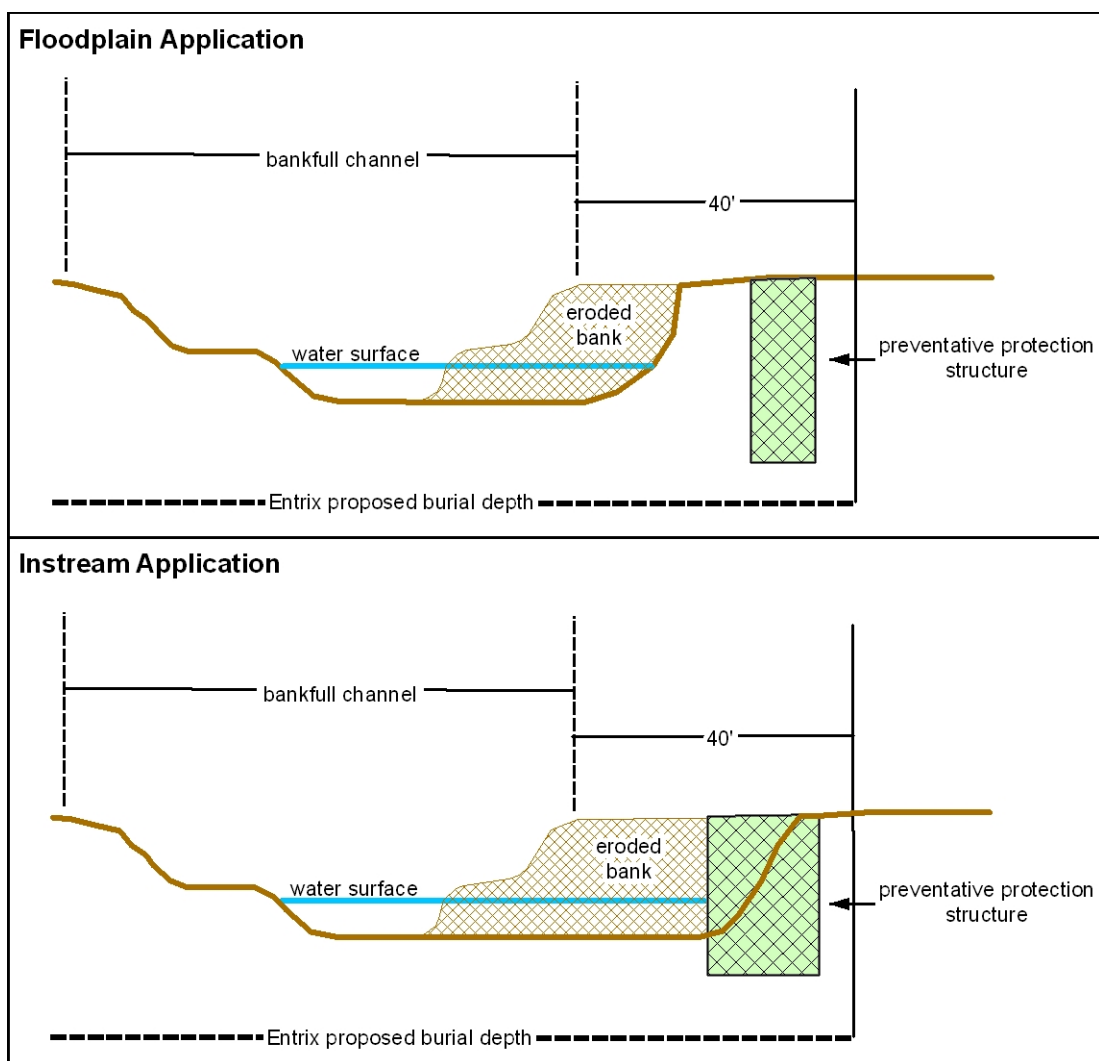 Floodplain Application
bankfull channel
40'
eroded
bank
water surface
preventative protection
structure
Entrix proposed burial depth
Instream Application
bankfull channel
40'
eroded
bank
water surface
preventative protection
structure
Entrix proposed burial depth